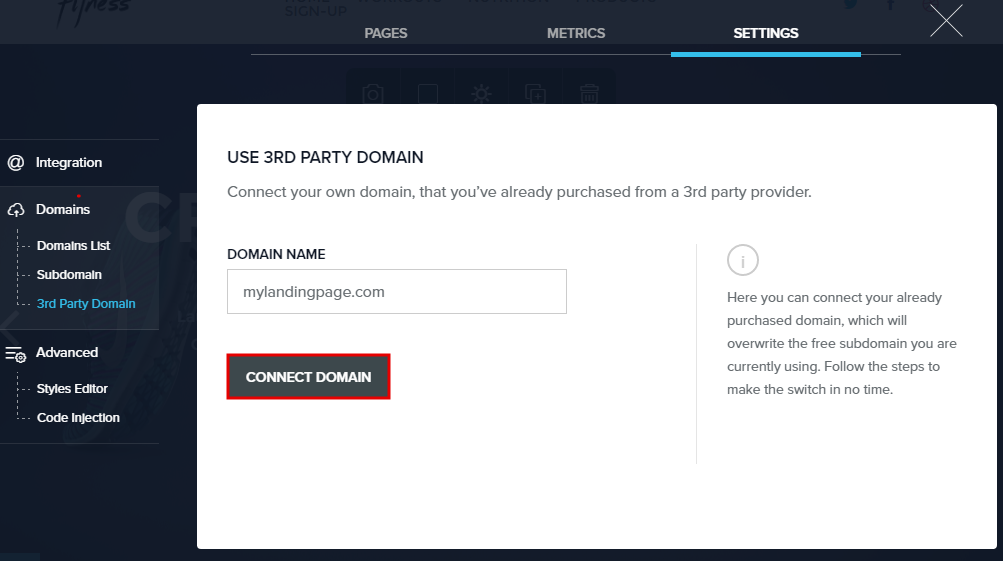 fitness
SIGN-UP
PAGES
METRICS
SETTINGS
Integration
Domains
Domains List
Subdomain
3rd Party Domain
Advanced
Styles Editor
Code Injection
USE 3RD PARTY DOMAIN
Connect your own domain, that you've already purchased from a 3rd party provider.
DOMAIN NAME
mylandingpage.com
CONNECT DOMAIN
Here you can connect your already
purchased domain, which will
overwrite the free subdomain you are
currently using. Follow the steps to
make the switch in no time.